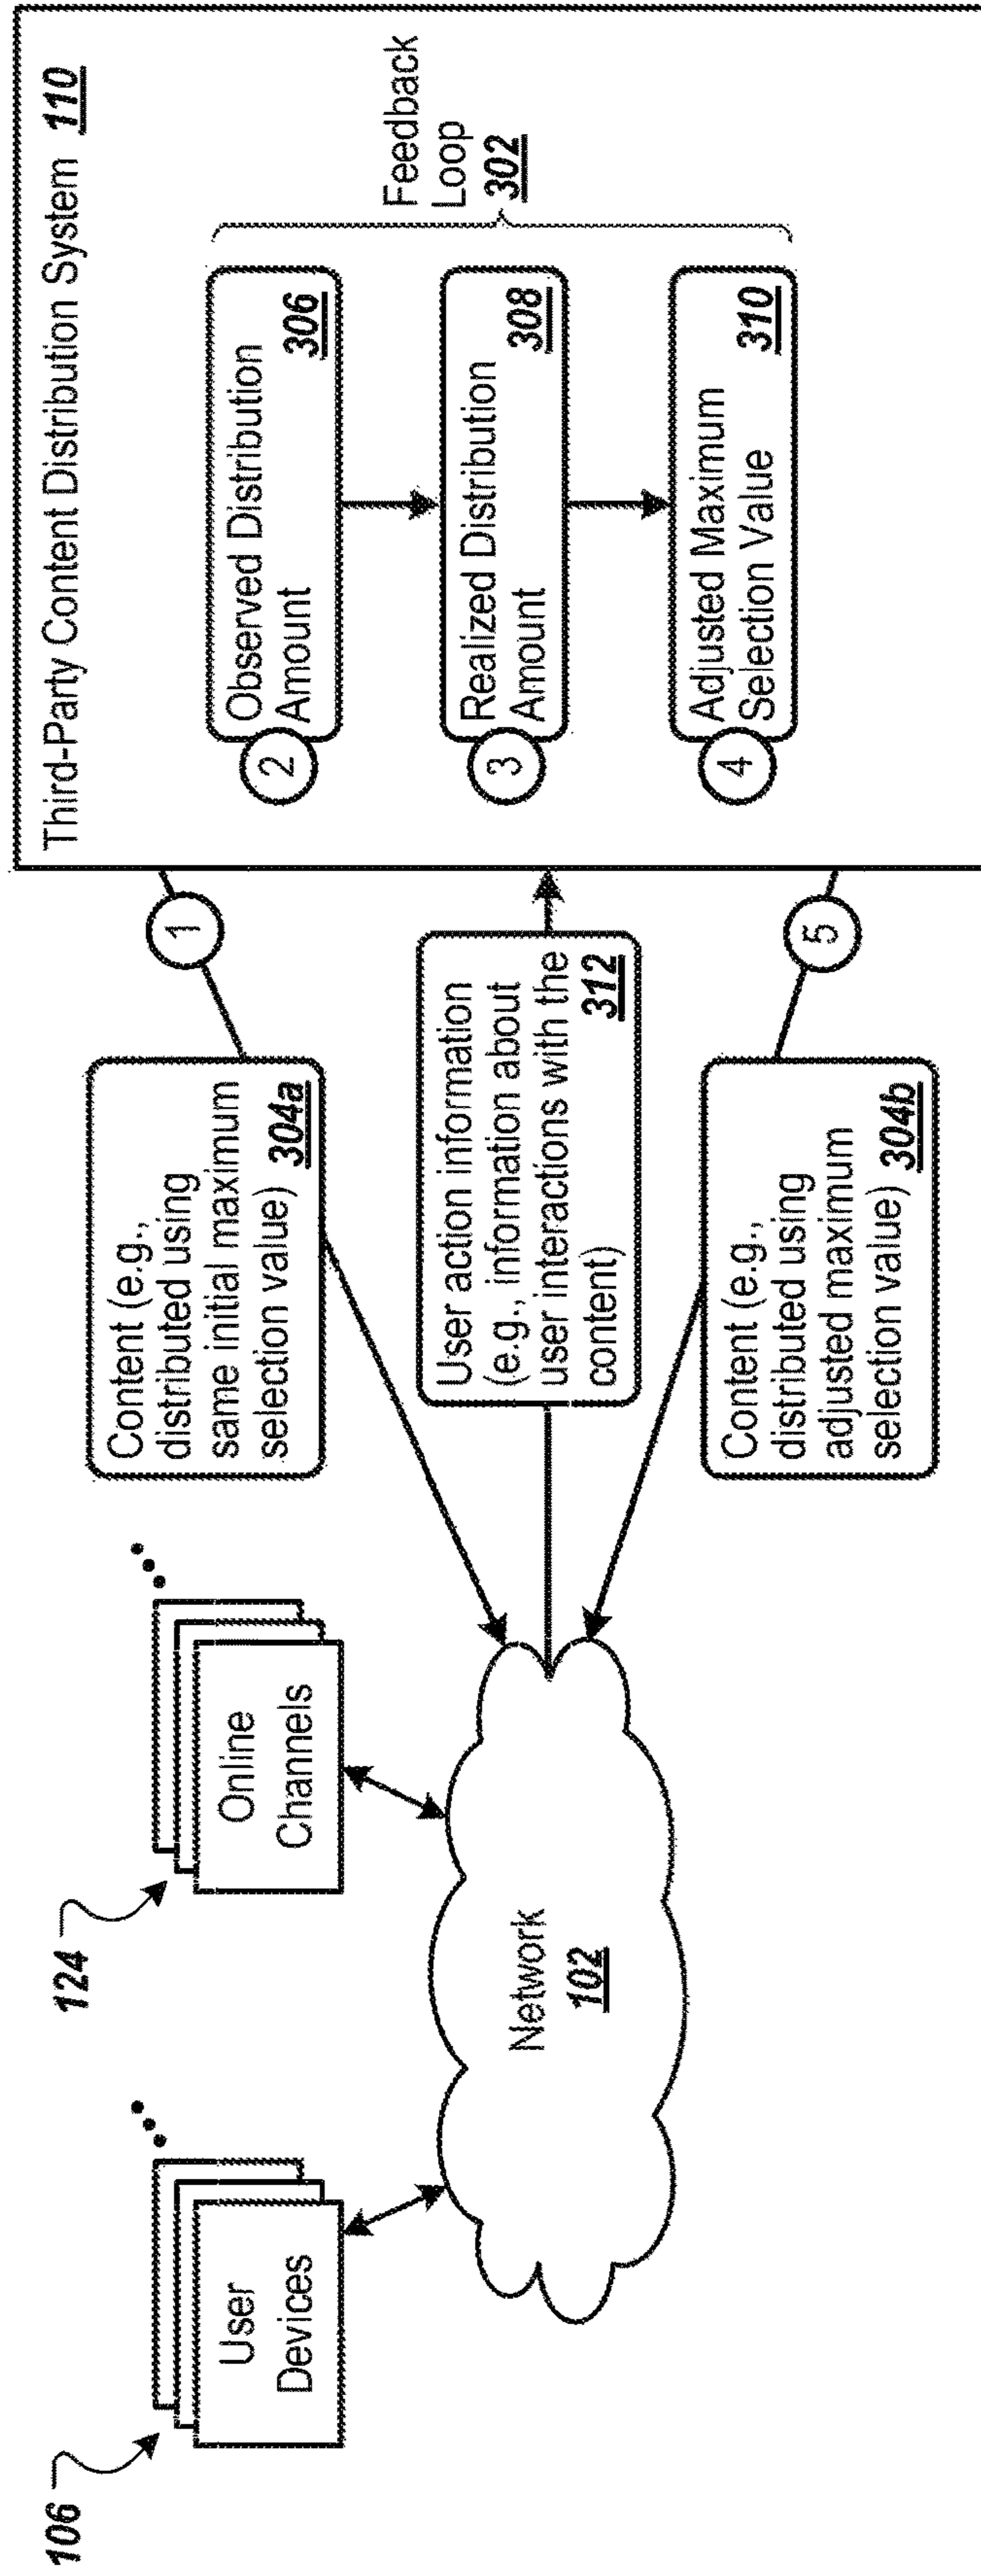 106
User
Devices
124
Online
Channels
Network
102
Content (e.g.,
distributed using
same initial maximum
selection value) 304a
User action information
(e.g., information about
user interactions with the
content)
312
Content (e.g.,
distributed using
adjusted maximum
selection value) 304b
1
5
Third-Party Content Distribution System 110
2
Observed Distribution
Amount
306
3
Realized Distribution
Amount
308
4
Adjusted Maximum
Selection Value
310
Feedback
Loop
302